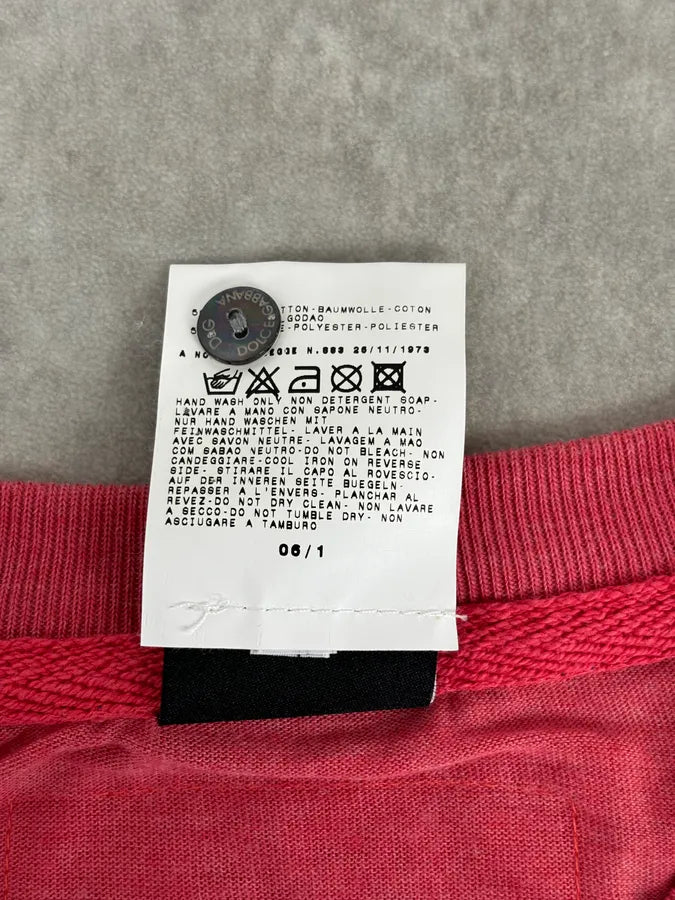 TTON-BAUMWOLLE-COTON
LGODAO
E-POLYESTER-POLIESTER
A NO EGGE N.883 26/11/1973
D&G DOLCE&GABBANA
HAND WASH ONLY NON DETERGENT SOAP-
LAVARE A MANO CON SAPONE NEUTRO-
NUR HAND WASCHEN MIT
FEINWASCHMITTEL- LAVER A LA MAIN
AVEC SAVON NEUTRE- LAVAGEM A MAO
COM SABAO NEUTRO-DO NOT BLEACH- NON
CANDEGGIARE-COOL IRON ON REVERSE
SIDE- STIRARE IL CAPO AL ROVESCIO-
AUF DER INNEREN SEITE BUEGELN-
REPASSER A L'ENVERS- PLANCHAR AL
REVEZ-DO NOT DRY CLEAN- NON LAVARE
A SECCO-DO NOT TUMBLE DRY- NON
ASCIUGARE A TAMBURO
06/1